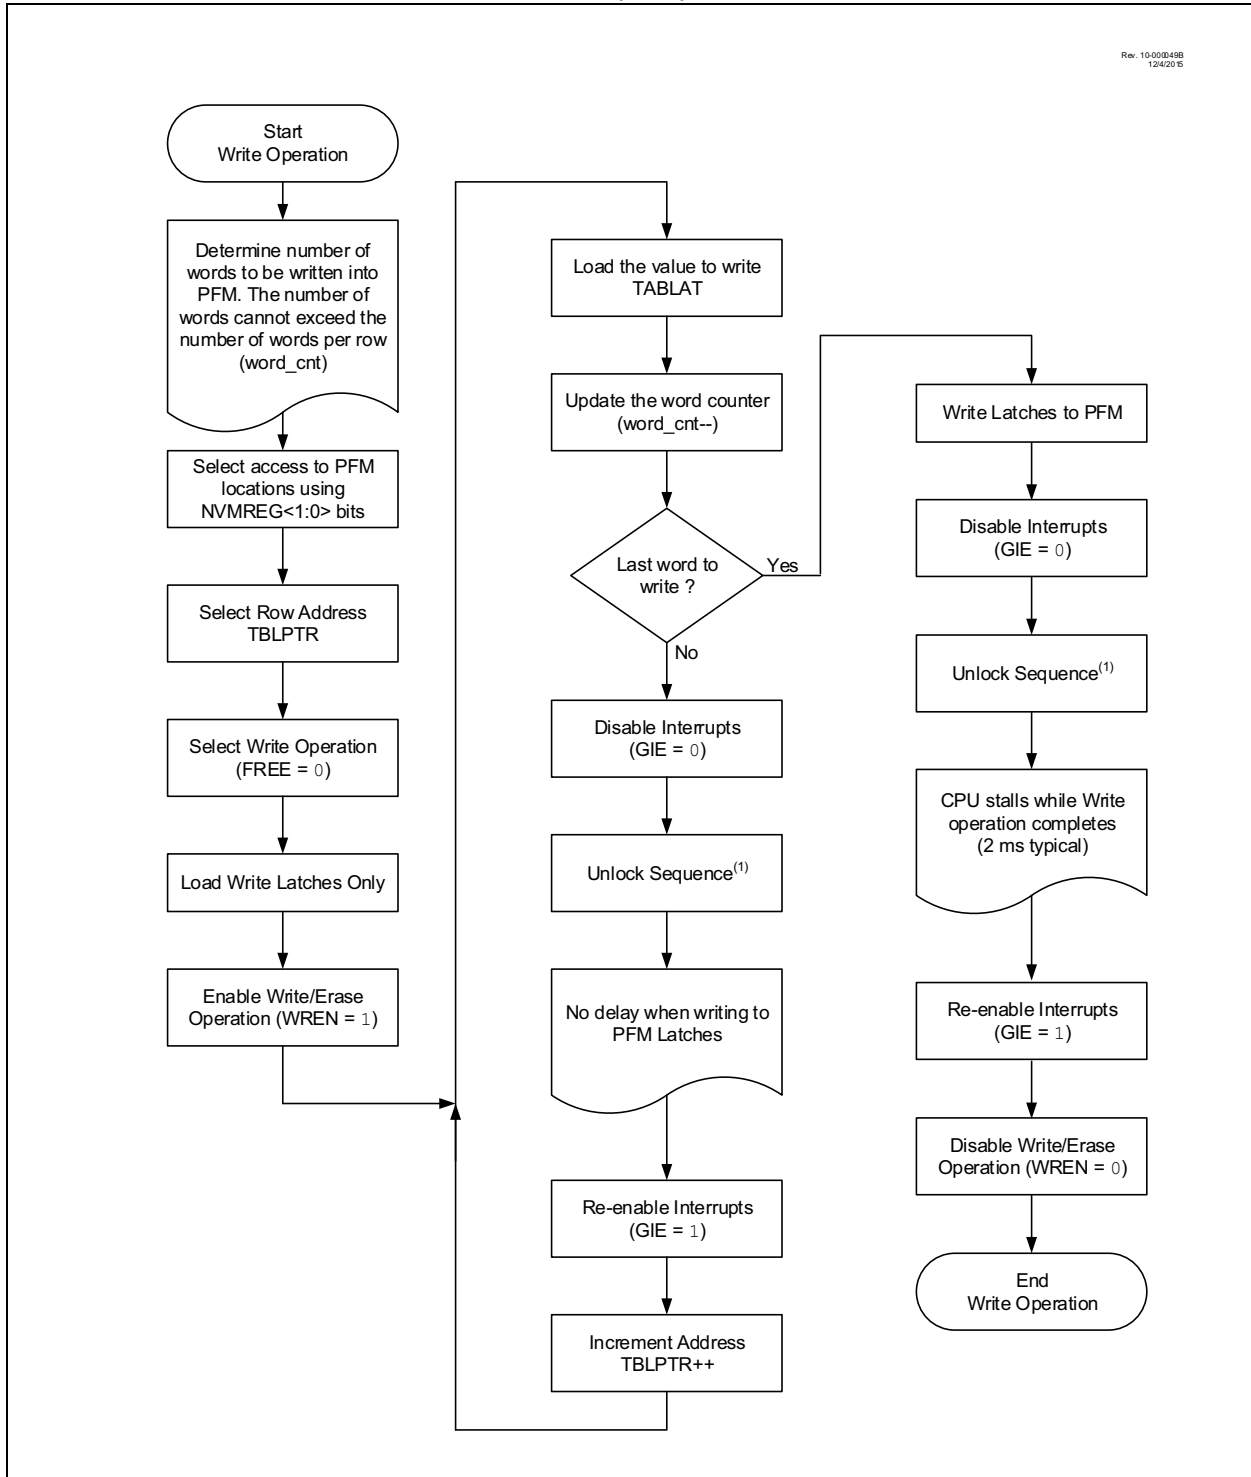 Rev. 10-000049B
12/4/2015
Start
Write Operation
Determine number of
words to be written into
PFM. The number of
words cannot exceed the
number of words per row
(word_cnt)
Select access to PFM
locations using
NVMREG<1:0> bits
Select Row Address
TBLPTR
Select Write Operation
(FREE = 0)
Load Write Latches Only
Enable Write/Erase
Operation (WREN = 1)
Load the value to write
TABLAT
Update the word counter
(word_cnt--)
Last word to
write ?
Yes
No
Disable Interrupts
(GIE = 0)
Unlock Sequence(1)
No delay when writing to
PFM Latches
Re-enable Interrupts
(GIE = 1)
Increment Address
TBLPTR++
Write Latches to PFM
Disable Interrupts
(GIE = 0)
Unlock Sequence(1)
CPU stalls while Write
operation completes
(2 ms typical)
Re-enable Interrupts
(GIE = 1)
Disable Write/Erase
Operation (WREN = 0)
End
Write Operation